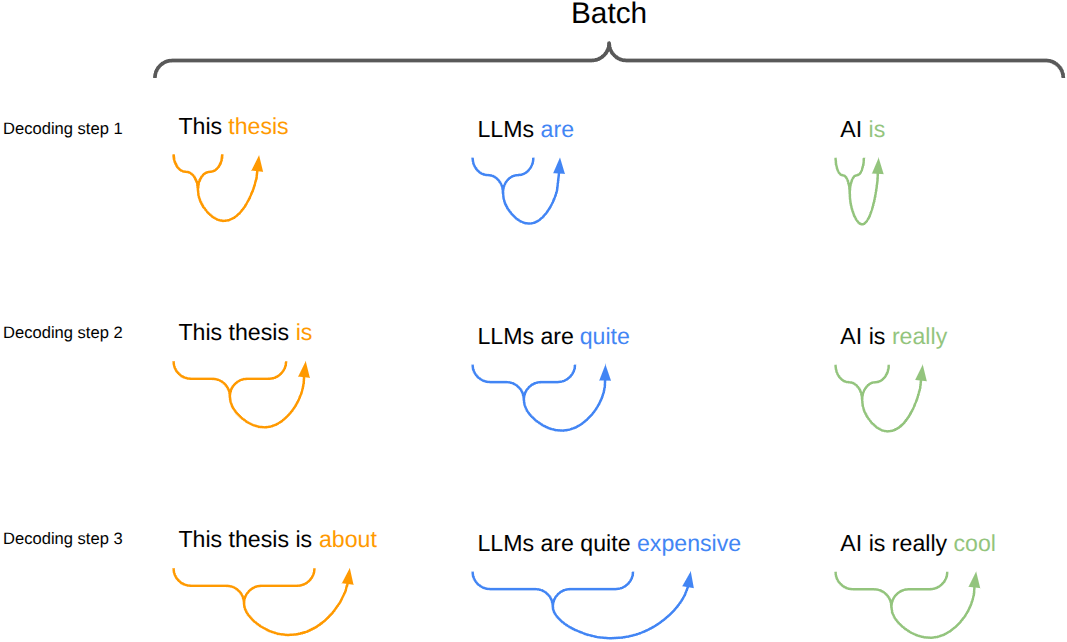 Batch
Decoding step 1
This thesis
LLMs are
AI is
Decoding step 2
This thesis is
LLMs are quite
AI is really
Decoding step 3
This thesis is about
LLMs are quite expensive
AI is really cool